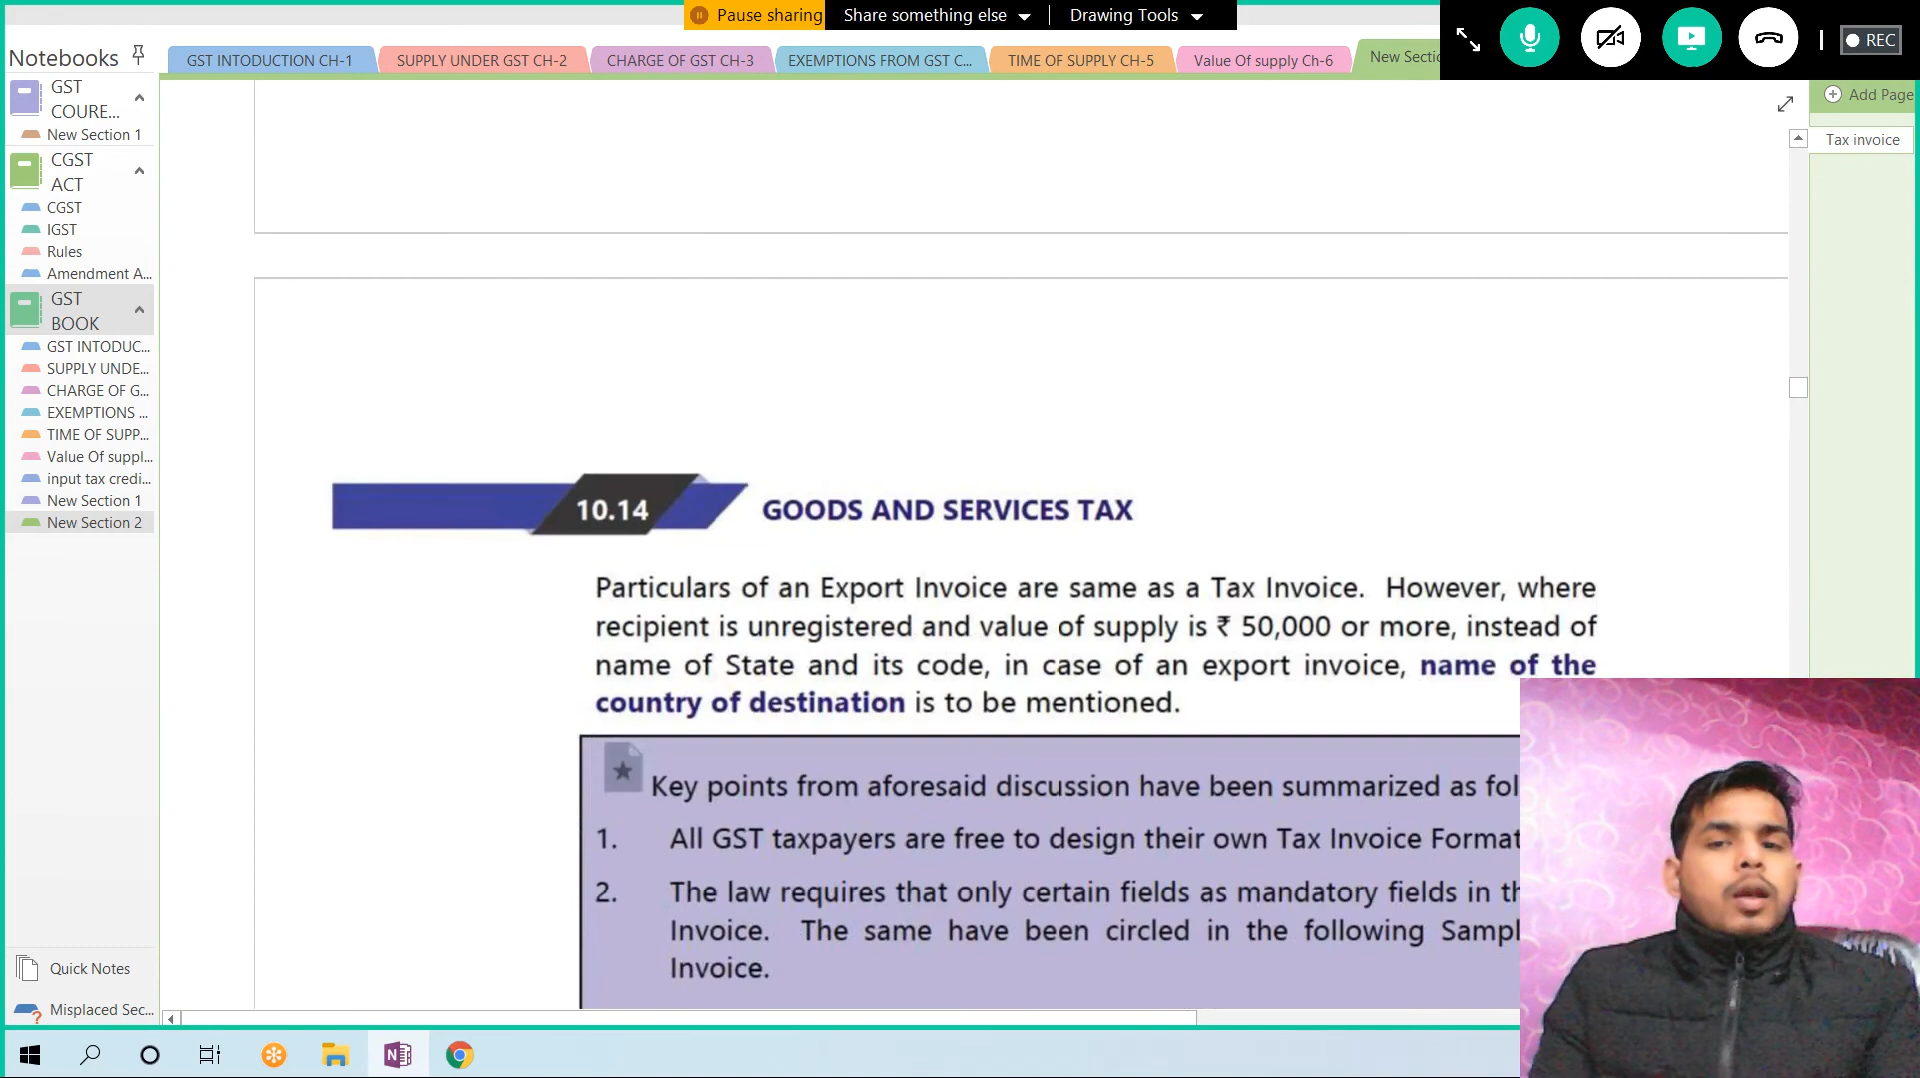 Pause sharing
Share something else
Drawing Tools
REC
Notebooks
GST INTODUCTION CH-1
SUPPLY UNDER GST CH-2
CHARGE OF GST CH-3
EXEMPTIONS FROM GST C...
TIME OF SUPPLY CH-5
Value Of supply Ch-6
New Sectio
Add Page
Tax invoice
GST
COURE...
New Section 1
CGST
ACT
CGST
IGST
Rules
Amendment A...
GST
BOOK
GST INTODUC...
SUPPLY UNDE...
CHARGE OF G...
EXEMPTIONS ...
TIME OF SUPP...
Value Of suppl...
input tax credi...
New Section 1
New Section 2
Quick Notes
Misplaced Sec...
10.14
GOODS AND SERVICES TAX
Particulars of an Export Invoice are same as a Tax Invoice. However, where
recipient is unregistered and value of supply is ₹ 50,000 or more, instead of
name of State and its code, in case of an export invoice, name of the
country of destination is to be mentioned.
Key points from aforesaid discussion have been summarized as fol
1. All GST taxpayers are free to design their own Tax Invoice Format
2. The law requires that only certain fields as mandatory fields in th
Invoice. The same have been circled in the following Sampl
Invoice.